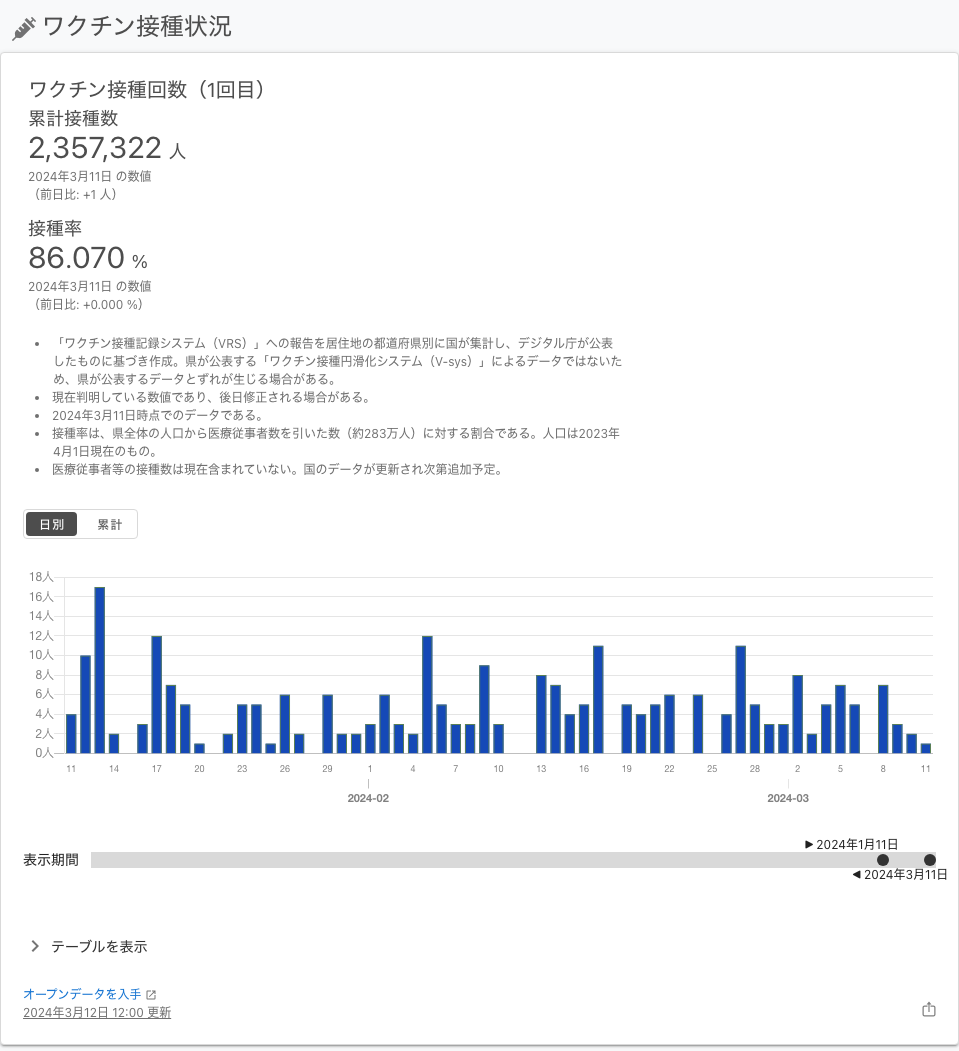 ワクチン接種状況
ワクチン接種回数（1回目）
累計接種数
2,357,322 人
2024年3月11日 の数値
（前日比: +1 人）
接種率
86.070 %
2024年3月11日 の数値
（前日比: +0.000 %）
• 「ワクチン接種記録システム（VRS）」への報告を居住地の都道府県別に国が集計し、デジタル庁が公表
したものに基づき作成。県が公表する「ワクチン接種円滑化システム（V-sys）」によるデータではないた
め、県が公表するデータとずれが生じる場合がある。
• 現在判明している数値であり、後日修正される場合がある。
• 2024年3月11日時点でのデータである。
• 接種率は、県全体の人口から医療従事者数を引いた数（約283万人）に対する割合である。人口は2023年
4月1日現在のもの。
• 医療従事者等の接種数は現在含まれていない。国のデータが更新され次第追加予定。
日別 累計
18人
16人
14人
12人
10人
8人
6人
4人
2人
0人
11 14 17 20 23 26 29 1 4 7 10 13 16 19 22 25 28 2 5 8 11
2024-02 2024-03
▶ 2024年1月11日
表示期間
◀ 2024年3月11日
テーブルを表示
オープンデータを入手
2024年3月12日 12:00 更新